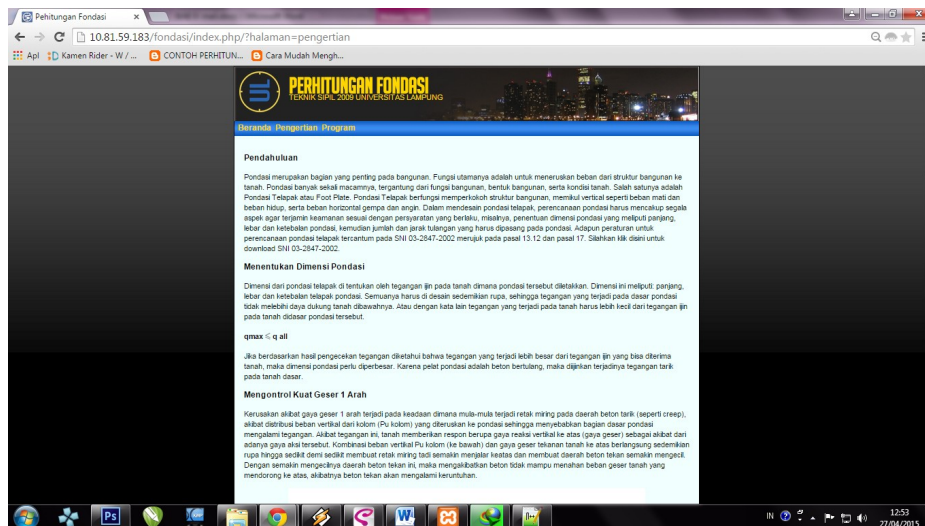 Pehitungan Fondasi
10.81.59.183/fondasi/index.php/?halaman=pengertian
Apl Kamen Rider - W / ... CONTOH PERHITUN... Cara Mudah Mengh...
PERHITUNGAN FONDASI
TEKNIK SIPIL 2009 UNIVERSITAS LAMPUNG
Beranda Pengertian Program
Pendahuluan
Pondasi merupakan bagian yang penting pada bangunan. Fungsi utamanya adalah untuk meneruskan beban dari struktur bangunan ke
tanah. Pondasi banyak sekali macamnya, tergantung dari fungsi bangunan, bentuk bangunan, serta kondisi tanah. Salah satunya adalah
Pondasi Telapak atau Foot Plate. Pondasi Telapak berfungsi memperkokoh struktur bangunan, memikul vertical seperti beban mati dan
beban hidup, serta beban horizontal gempa dan angin. Dalam mendesain pondasi telapak, perencanaan pondasi harus mencakup segala
aspek agar terjamin keamanan sesuai dengan persyaratan yang berlaku, misalnya, penentuan dimensi pondasi yang meliputi panjang,
lebar dan ketebalan pondasi, kemudian jumlah dan jarak tulangan yang harus dipasang pada pondasi. Adapun peraturan untuk
perencanaan pondasi telapak tercantum pada SNI 03-2847-2002 merujuk pada pasal 13.12 dan pasal 17. Silahkan klik disini untuk
download SNI 03-2847-2002.
Menentukan Dimensi Pondasi
Dimensi dari pondasi telapak di tentukan oleh tegangan ijin pada tanah dimana pondasi tersebut diletakkan. Dimensi ini meliputi: panjang,
lebar dan ketebalan telapak pondasi. Semuanya harus di desain sedemikian rupa, sehingga tegangan yang terjadi pada dasar pondasi
tidak melebihi daya dukung tanah dibawahnya. Atau dengan kata lain tegangan yang terjadi pada tanah harus lebih kecil dari tegangan ijin
pada tanah didasar pondasi tersebut.
qmax ⩽ q all
Jika berdasarkan hasil pengecekan tegangan diketahui bahwa tegangan yang terjadi lebih besar dari tegangan ijin yang bisa diterima
tanah, maka dimensi pondasi perlu diperbesar. Karena pelat pondasi adalah beton bertulang, maka diijinkan terjadinya tegangan tarik
pada tanah dasar.
Mengontrol Kuat Geser 1 Arah
Kerusakan akibat gaya geser 1 arah terjadi pada keadaan dimana mula-mula terjadi retak miring pada daerah beton tarik (seperti creep),
akibat distribusi beban vertikal dari kolom (Pu kolom) yang diteruskan ke pondasi sehingga menyebabkan bagian dasar pondasi
mengalami tegangan. Akibat tegangan ini, tanah memberikan respon berupa gaya reaksi vertikal ke atas (gaya geser) sebagai akibat dari
adanya gaya aksi tersebut. Kombinasi beban vertikal Pu kolom (ke bawah) dan gaya geser tekanan tanah ke atas berlangsung sedemikian
rupa hingga sedikit demi sedikit membuat retak miring tadi semakin menjalar keatas dan membuat daerah beton tekan semakin mengecil.
Dengan semakin mengecilnya daerah beton tekan ini, maka mengakibatkan beton tidak mampu menahan beban geser tanah yang
mendorong ke atas, akibatnya beton tekan akan mengalami keruntuhan.
Ps
W
IN
12:53
27/04/2015